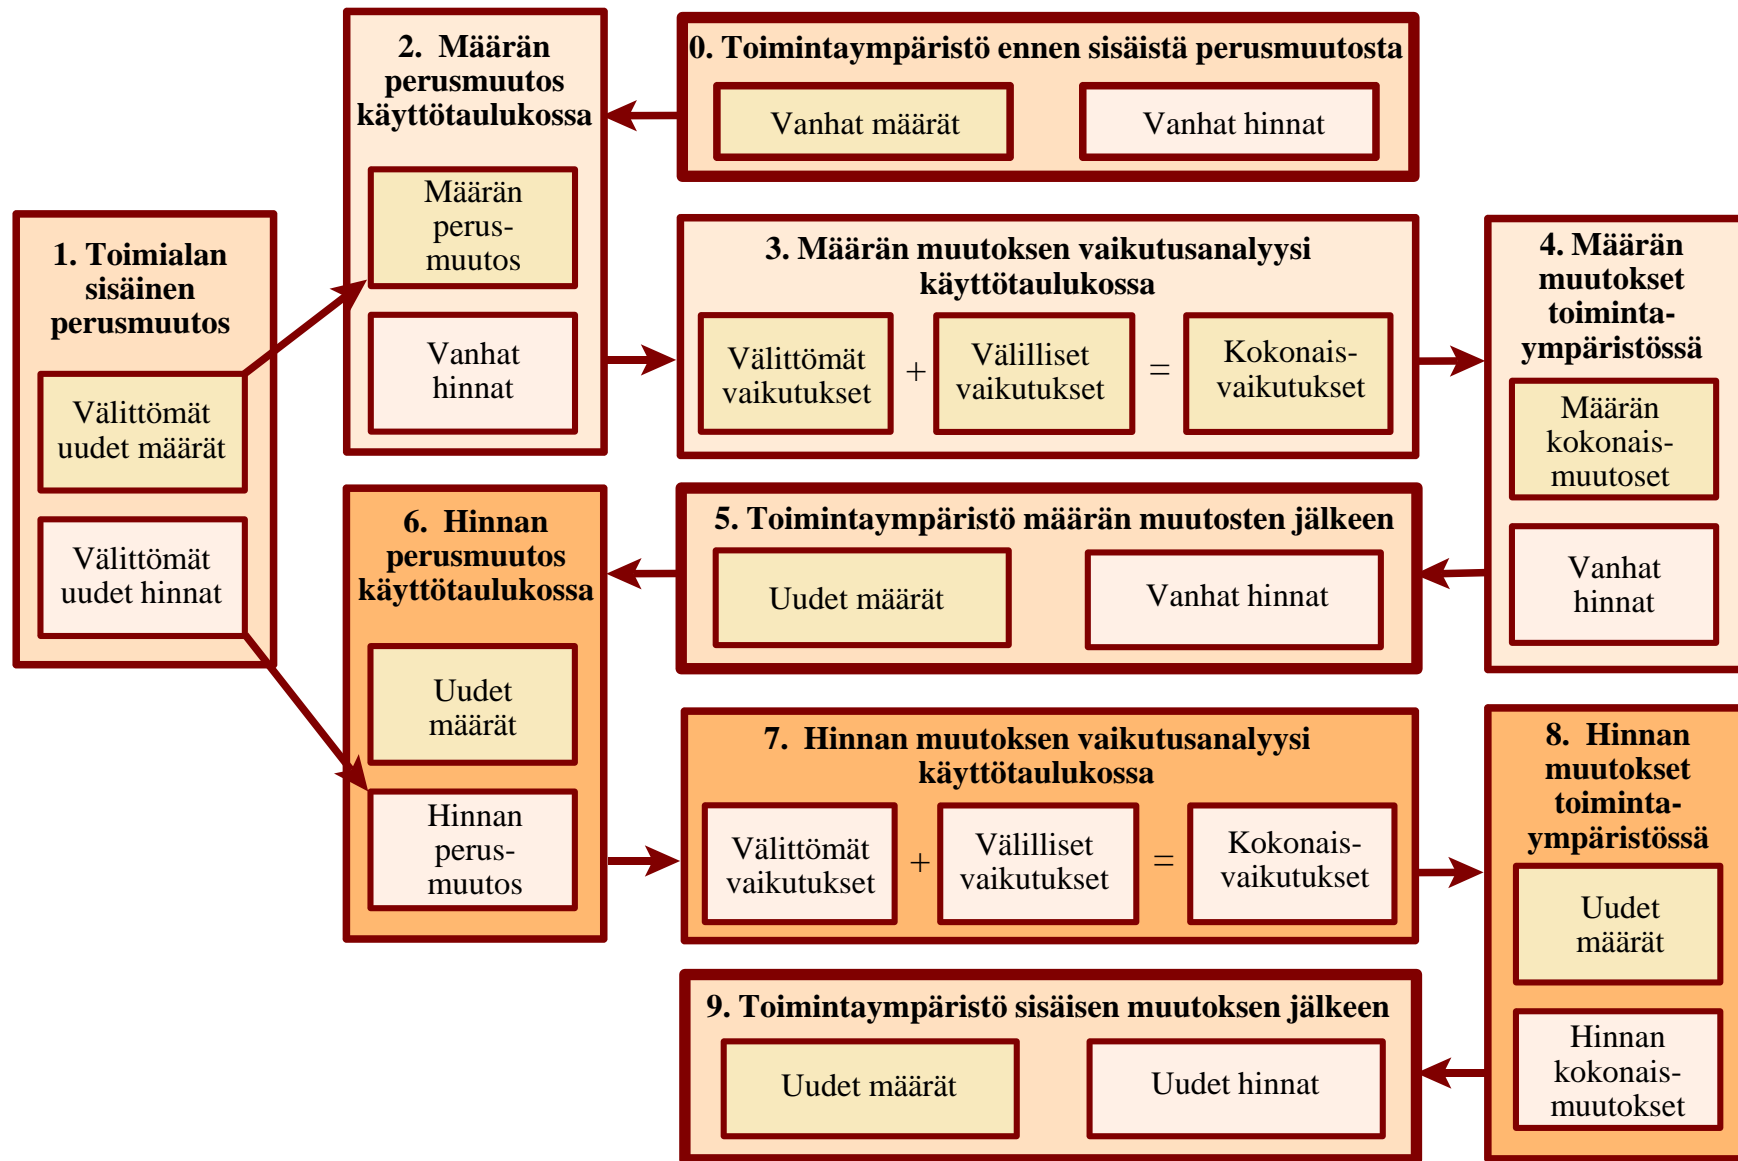 0. Toimintaympäristö ennen sisäistä perusmuutosta
Vanhat määrät
Vanhat hinnat
1. Toimialan
sisäinen
perusmuutos
Välittömät
uudet määrät
Välittömät
uudet hinnat
2. Määrän
perusmuutos
käyttötaulukossa
Määrän
perus-
muutos
Vanhat
hinnat
3. Määrän muutoksen vaikutusanalyysi
käyttötaulukossa
Välittömät
vaikutukset
+
Välilliset
vaikutukset
=
Kokonais-
vaikutukset
4. Määrän
muutokset
toiminta-
ympäristössä
Määrän
kokonais-
muutoset
Vanhat
hinnat
5. Toimintaympäristö määrän muutosten jälkeen
Uudet määrät
Vanhat hinnat
6. Hinnan
perusmuutos
käyttötaulukossa
Uudet
määrät
Hinnan
perus-
muutos
7. Hinnan muutoksen vaikutusanalyysi
käyttötaulukossa
Välittömät
vaikutukset
+
Välilliset
vaikutukset
=
Kokonais-
vaikutukset
8. Hinnan
muutokset
toiminta-
ympäristössä
Uudet
määrät
Hinnan
kokonais-
muutokset
9. Toimintaympäristö sisäisen muutoksen jälkeen
Uudet määrät
Uudet hinnat